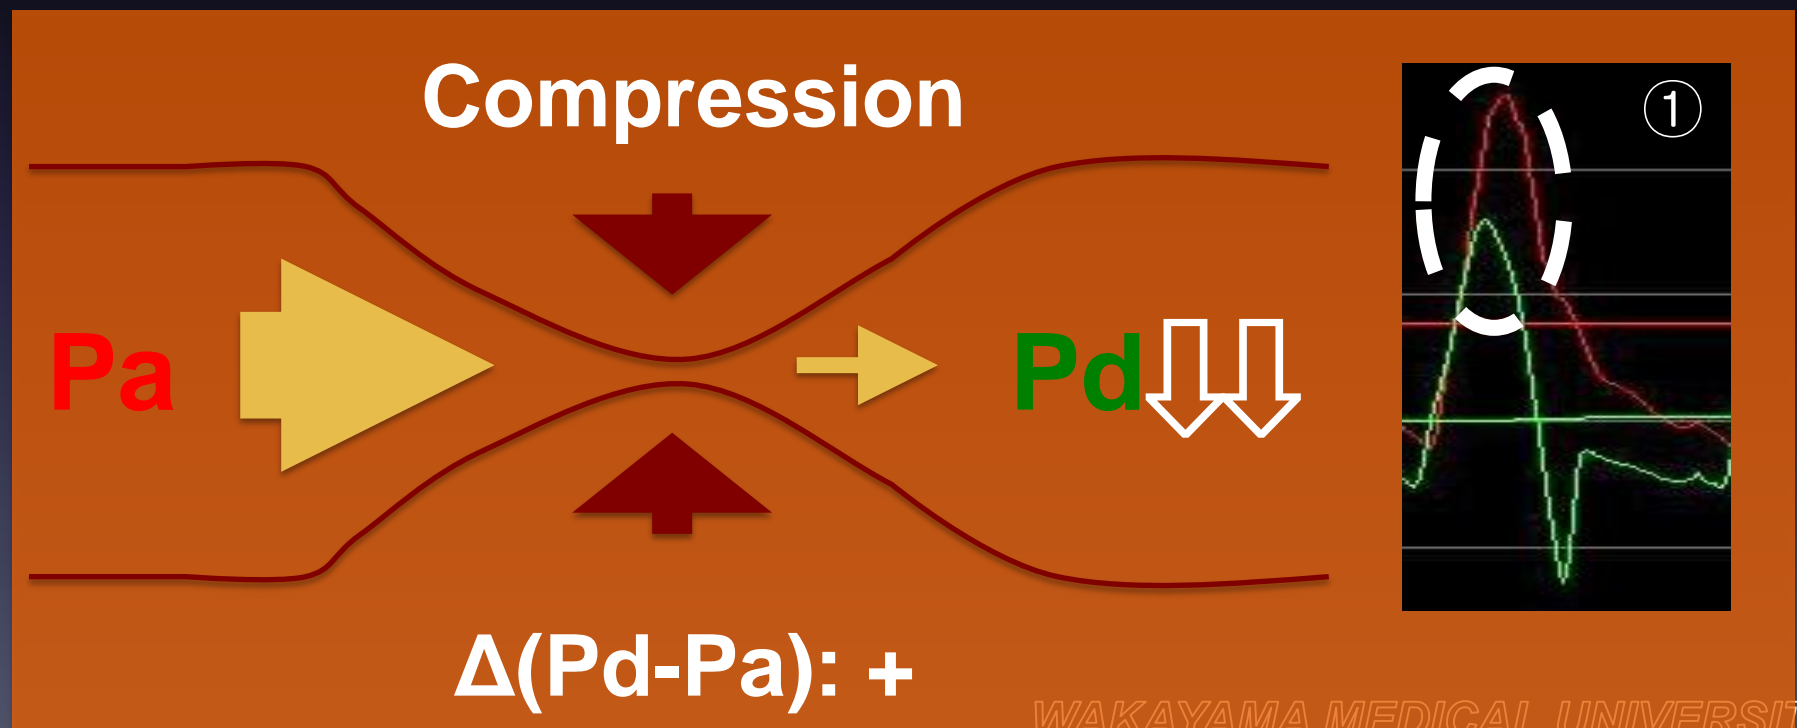 Compression
①
Pa
Pd
Δ(Pd-Pa): +
WAKAYAMA MEDICAL UNIVERSIT